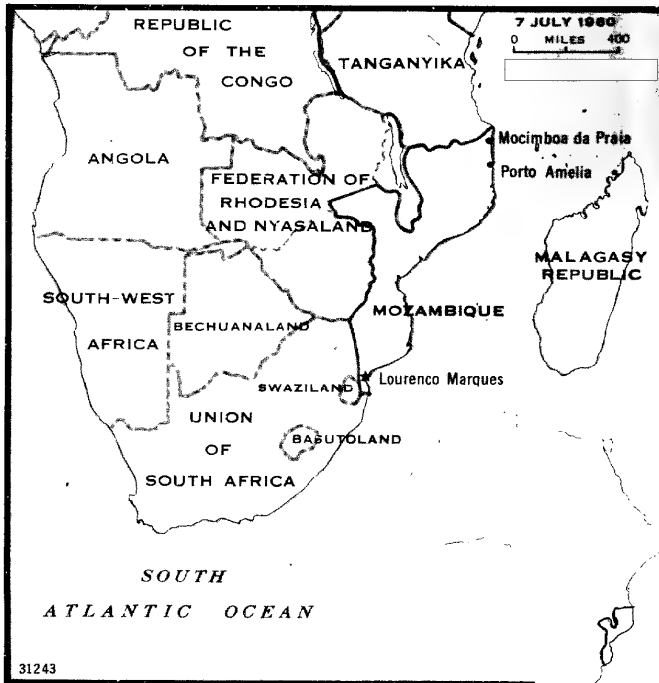 REPUBLIC
OF THE
CONGO
TANGANYIKA
7 JULY 1960
0 MILES 400
Mocimboa da Praia
Porto Amelia
ANGOLA
FEDERATION OF
RHODESIA
AND NYASALAND
MALAGASY
REPUBLIC
SOUTH-WEST
AFRICA
BECHUANALAND
MOZAMBIQUE
Lourenco Marques
SWAZILAND
UNION
OF
SOUTH AFRICA
BASUTOLAND
SOUTH
ATLANTIC OCEAN
31243